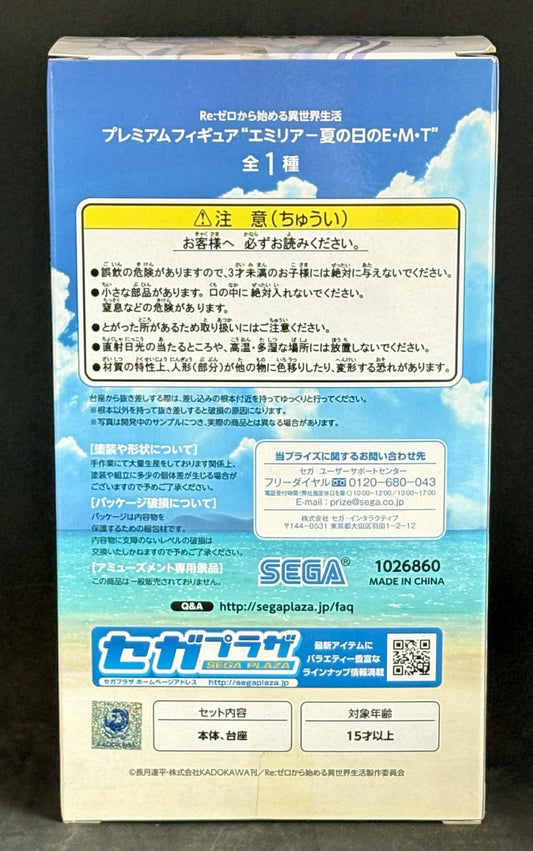 Re:ゼロから始める異世界生活
プレミアムフィギュア“エミリアー夏の日のE・M・T”
全1種
⚠注 意(ちゅうい)
お客様へ 必ずお読みください。
●誤飲の危険がありますので、3才未満のお子様には絶対に与えないでください。
●小さな部品があります。口の中に絶対入れないでください。
窒息などの危険があります。
●とがった所があるため取り扱いにはご注意ください。
●直射日光の当たるところや、高温・多湿な場所には放置しないでください。
●材質の特性上、人形(部分)が他の物に色移りしたり、変形する恐れがあります。
台座から抜き差しする際は、差し込みの根本付近を持ってゆっくりと行ってください。
※根本以外を持って抜き差しすると破損の原因になります。
※写真は開発中のサンプルにつき、実際の商品とは異なる場合があります。
[塗装や形状について]
手作業にて大量生産をしております関係上、
塗装や組立に多少の個体差が生じる場合が
ございますので予めご了承ください。
[パッケージ破損について]
パッケージは内容物を
保護するための梱包材です。
内容物に支障のないレベルの破損は
交換いたしかねますので予めご了承ください。
[アミューズメント専用景品]
この商品は一般販売されておりません。
当プライズに関するお問い合わせ先
セガ ユーザーサポートセンター
フリーダイヤル 0120-680-043
電話受付時間(弊社指定休日を除く)10:00~12:00/13:00~17:00
E-mail : prize@sega.co.jp
株式会社 セガ・インタラクティブ
〒144-8531 東京都大田区羽田1-2-12
SEGA®
1026860
MADE IN CHINA
Q&A http://segaplaza.jp/faq
セガプラザ
SEGA PLAZA
セガプラザ ホームページアドレス http://segaplaza.jp
最新アイテムに
バラエティー豊富な
ラインナップ情報満載
KADOKAWA
セット内容
本体、台座
対象年齢
15才以上
©長月達平・株式会社KADOKAWA刊/Re:ゼロから始める異世界生活製作委員会